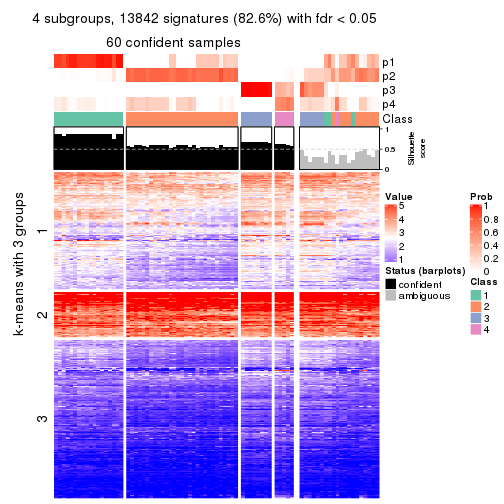 4 subgroups, 13842 signatures (82.6%) with fdr < 0.05
60 confident samples
p1
p2
p3
p4
Class
1
0.5
0
Silhouette
score
k-means with 3 groups
1
2
3
Value
5
4
3
2
1
Status (barplots)
confident
ambiguous
Prob
1
0.8
0.6
0.4
0.2
0
Class
1
2
3
4